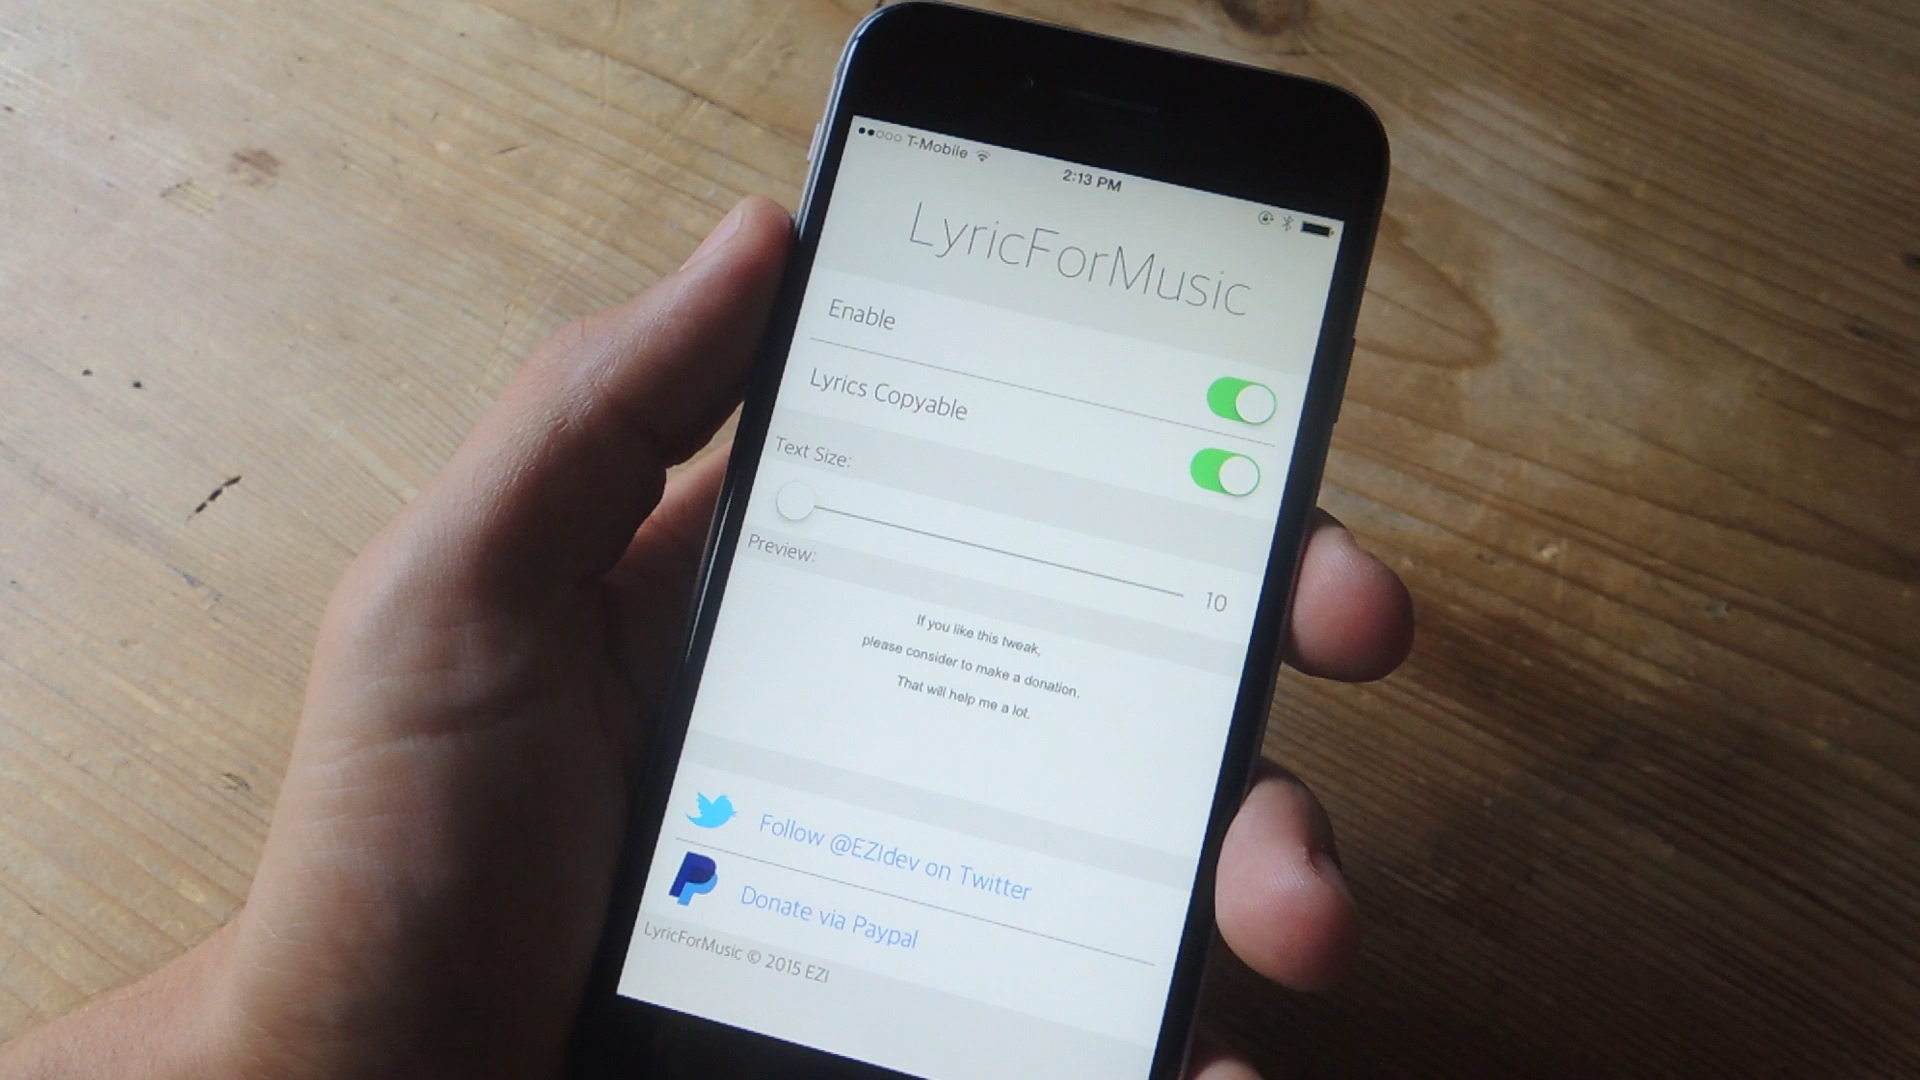 T-Mobile
2:13 PM
LyricForMusic
Enable
Lyrics Copyable
Text Size:
10
Preview:
If you like this tweak,
please consider to make a donation.
That will help me a lot.
Follow @EZIdev on Twitter
Donate via Paypal
LyricForMusic © 2015 EZI